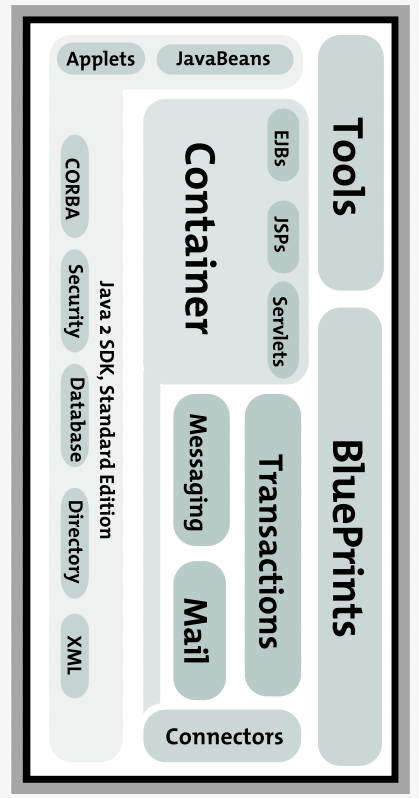 Tools
BluePrints
Applets
JavaBeans
Container
EJBs
JSPs
Servlets
Transactions
Messaging
Mail
Connectors
Java 2 SDK, Standard Edition
CORBA
Security
Database
Directory
XML